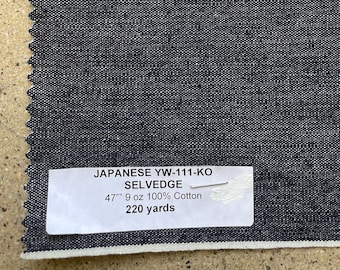 JAPANESE YW-111-KO
SELVEDGE
47"" 9 oz 100% Cotton
220 yards